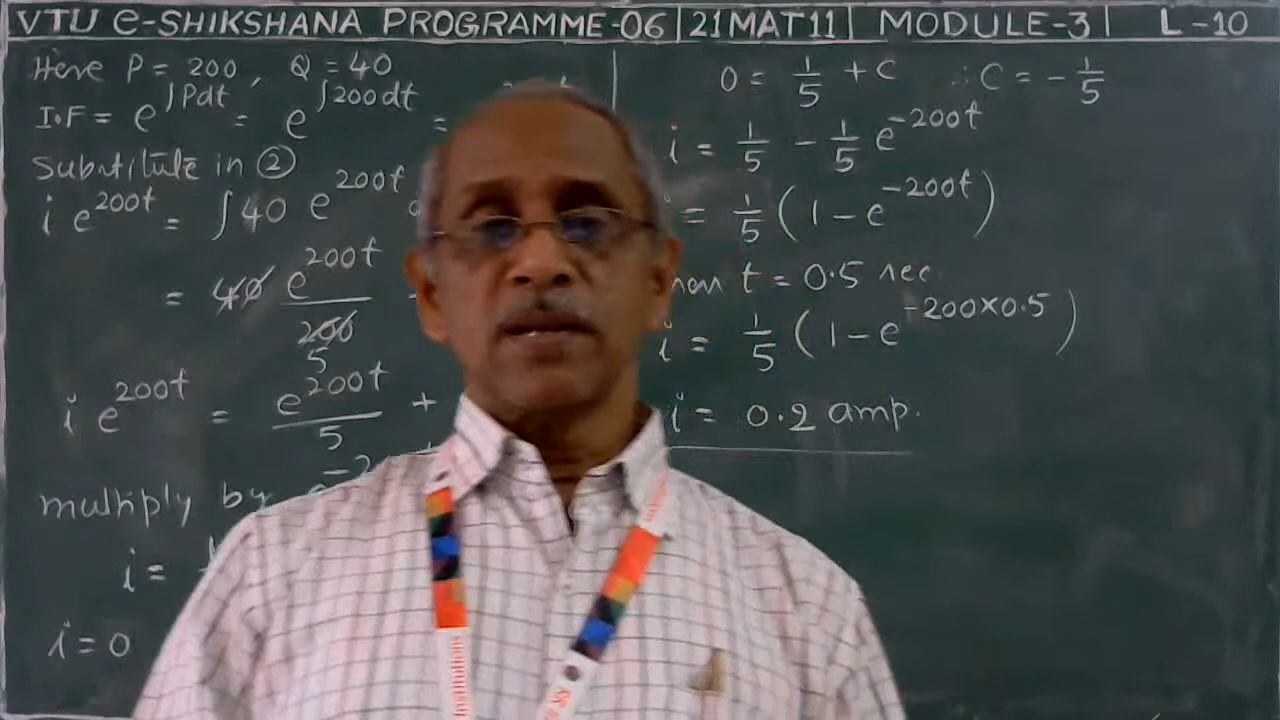 VTU e-SHIKSHANA PROGRAMME-06 | 21MAT11 | MODULE-3 | L-10
Here P = 200, Q = 40
I.F = e^∫Pdt = e^∫200dt =
Substitute in ②
i e^200t = ∫40 e^200t
= 40 e^200t / 200
5
i e^200t = e^200t / 5 +
multiply by
i =
i = 0
0 = 1/5 + C ∴ C = -1/5
i = 1/5 - 1/5 e^-200t
= 1/5 (1 - e^-200t)
t = 0.5 sec.
i = 1/5 (1 - e^-200×0.5)
i = 0.2 amp.
Institution